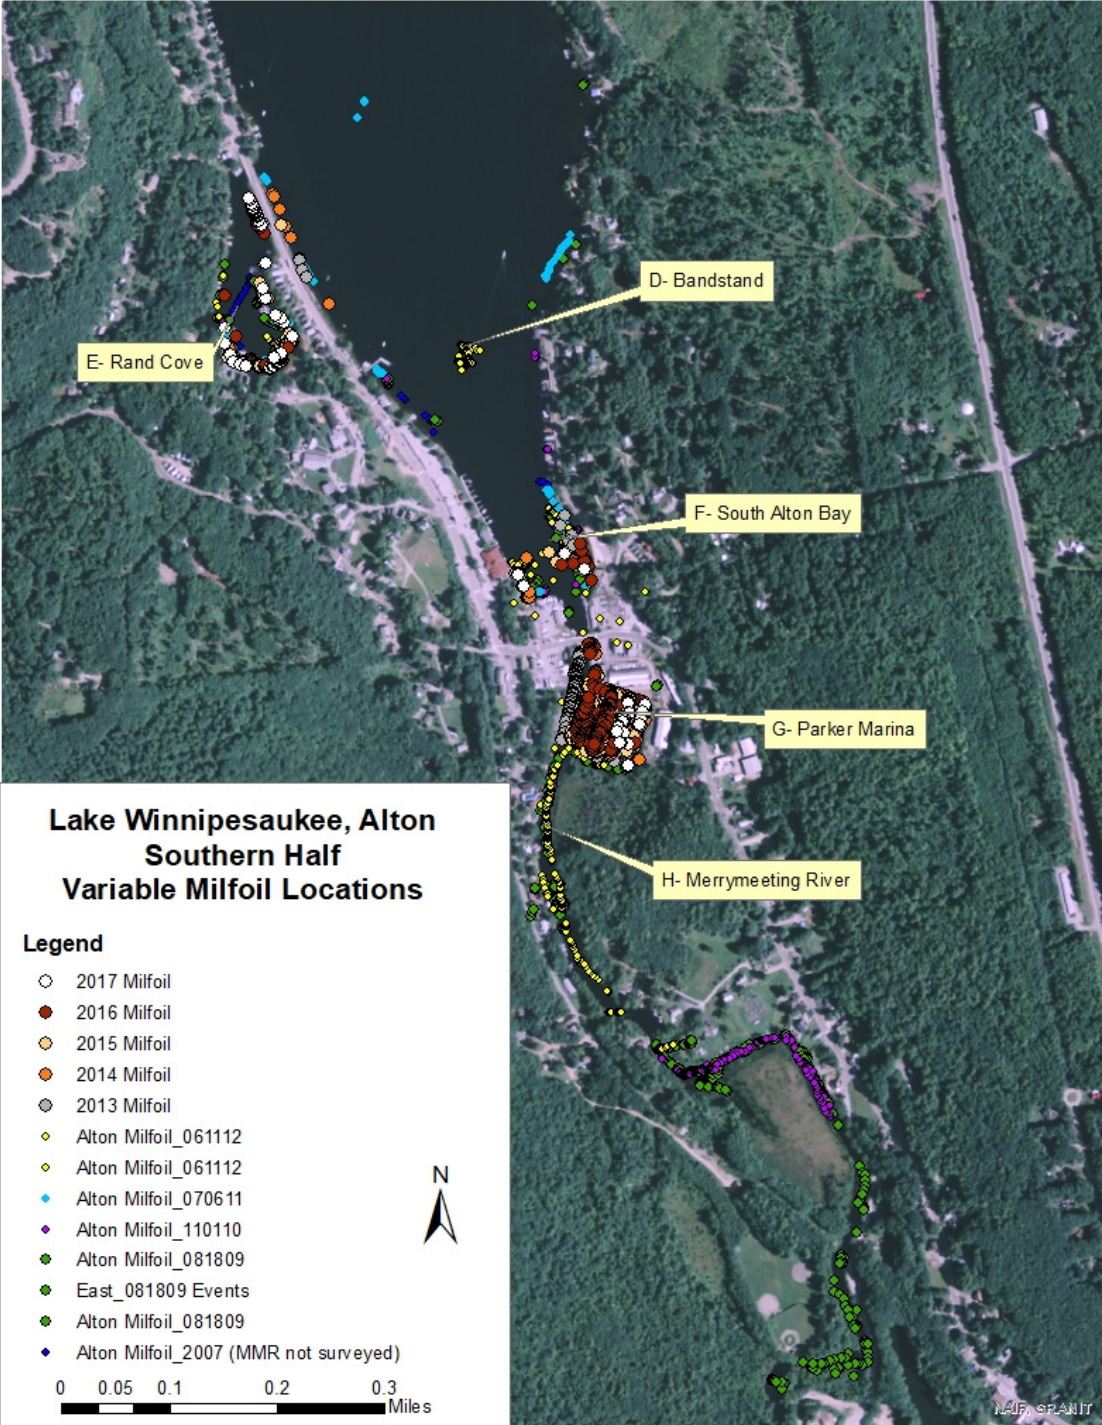 D- Bandstand
E- Rand Cove
F- South Alton Bay
G- Parker Marina
H- Merrymeeting River
Lake Winnipesaukee, Alton
Southern Half
Variable Milfoil Locations
Legend
2017 Milfoil
2016 Milfoil
2015 Milfoil
2014 Milfoil
2013 Milfoil
Alton Milfoil_061112
Alton Milfoil_061112
Alton Milfoil_070611
Alton Milfoil_110110
Alton Milfoil_081809
East_081809 Events
Alton Milfoil_081809
Alton Milfoil_2007 (MMR not surveyed)
N
0 0.05 0.1 0.2 0.3
Miles
NAIP, GRANIT